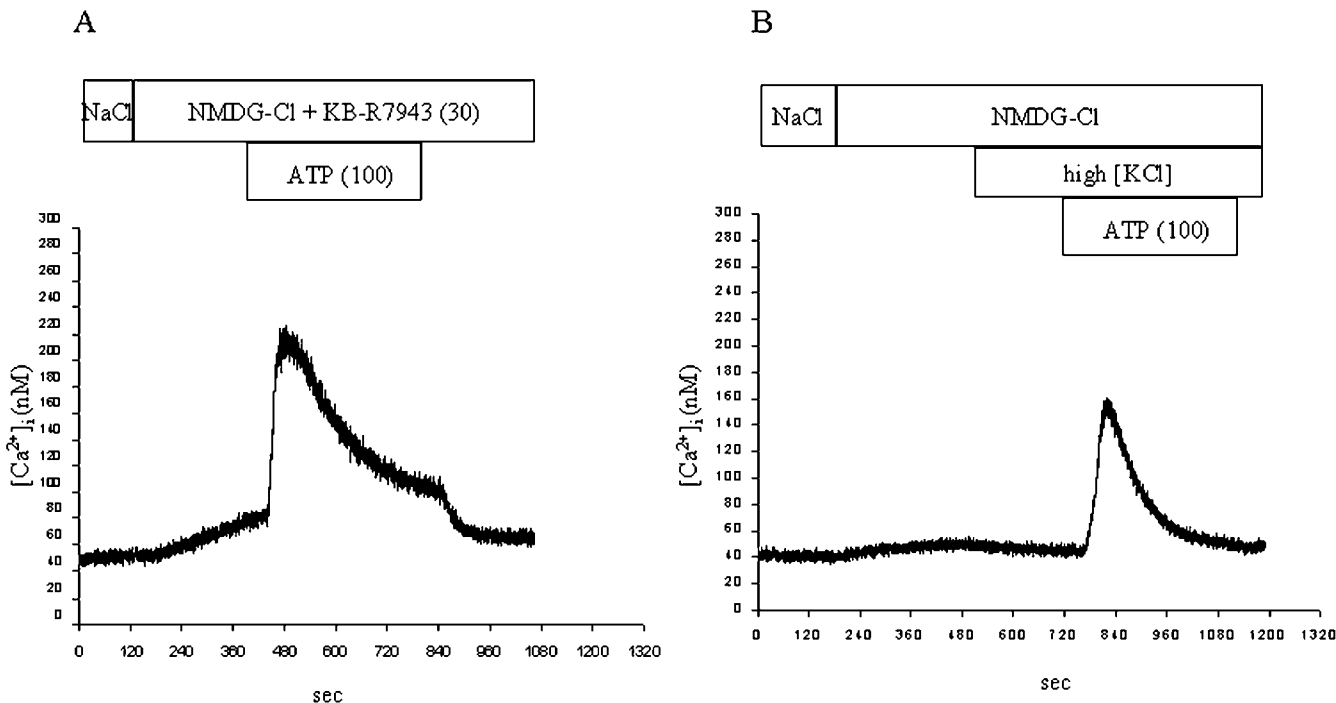 A
B
NaCl
NMDG-Cl + KB-R7943 (30)
ATP (100)
NaCl
NMDG-Cl
high [KCl]
ATP (100)
300
280
260
240
220
200
180
160
140
120
100
80
60
40
20
0
[Ca²⁺]ᵢ (nM)
0 120 240 360 480 600 720 840 960 1080 1200 1320
sec
300
280
260
240
220
200
180
160
140
120
100
80
60
40
20
0
[Ca²⁺]ᵢ (nM)
0 120 240 360 480 600 720 840 960 1080 1200 1320
sec